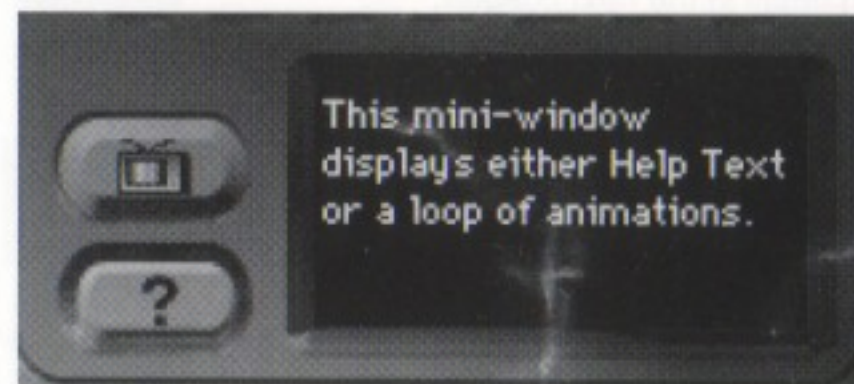 This mini-window
displays either Help Text
or a loop of animations.
?